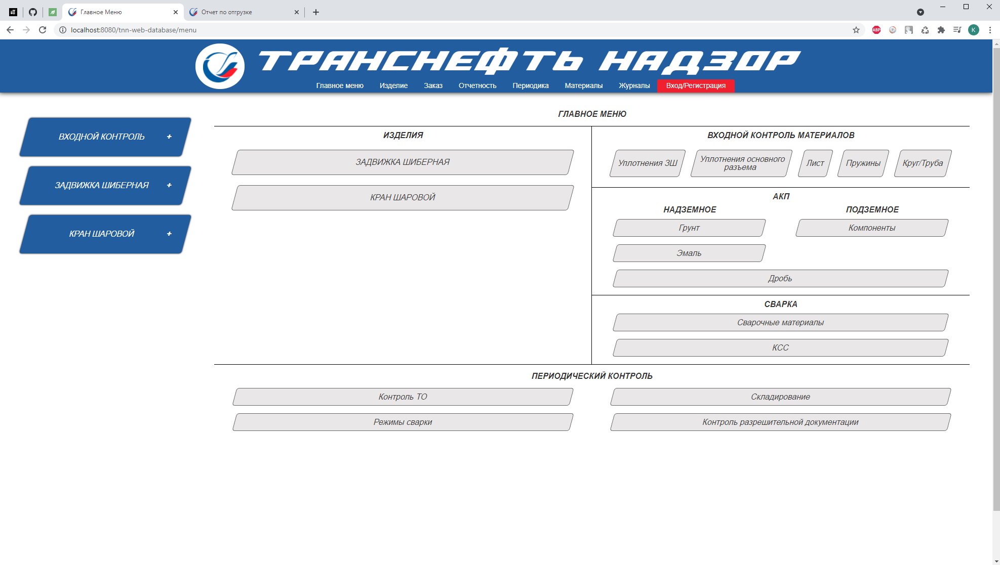 Главное Меню
Отчет по отгрузке
localhost:8080/tnn-web-database/menu
ABP
K
ТРАНСНЕФТЬ НАДЗОР
Главное меню Изделие Заказ Отчетность Периодика Материалы Журналы Вход/Регистрация
ВХОДНОЙ КОНТРОЛЬ +
ЗАДВИЖКА ШИБЕРНАЯ +
КРАН ШАРОВОЙ +
ГЛАВНОЕ МЕНЮ
ИЗДЕЛИЯ
ЗАДВИЖКА ШИБЕРНАЯ
КРАН ШАРОВОЙ
ВХОДНОЙ КОНТРОЛЬ МАТЕРИАЛОВ
Уплотнения ЗШ
Уплотнения основного
разъема
Лист
Пружины
Круг/Труба
АКП
НАДЗЕМНОЕ
ПОДЗЕМНОЕ
Грунт
Компоненты
Эмаль
Дробь
СВАРКА
Сварочные материалы
КСС
ПЕРИОДИЧЕСКИЙ КОНТРОЛЬ
Контроль ТО
Складирование
Режимы сварки
Контроль разрешительной документации